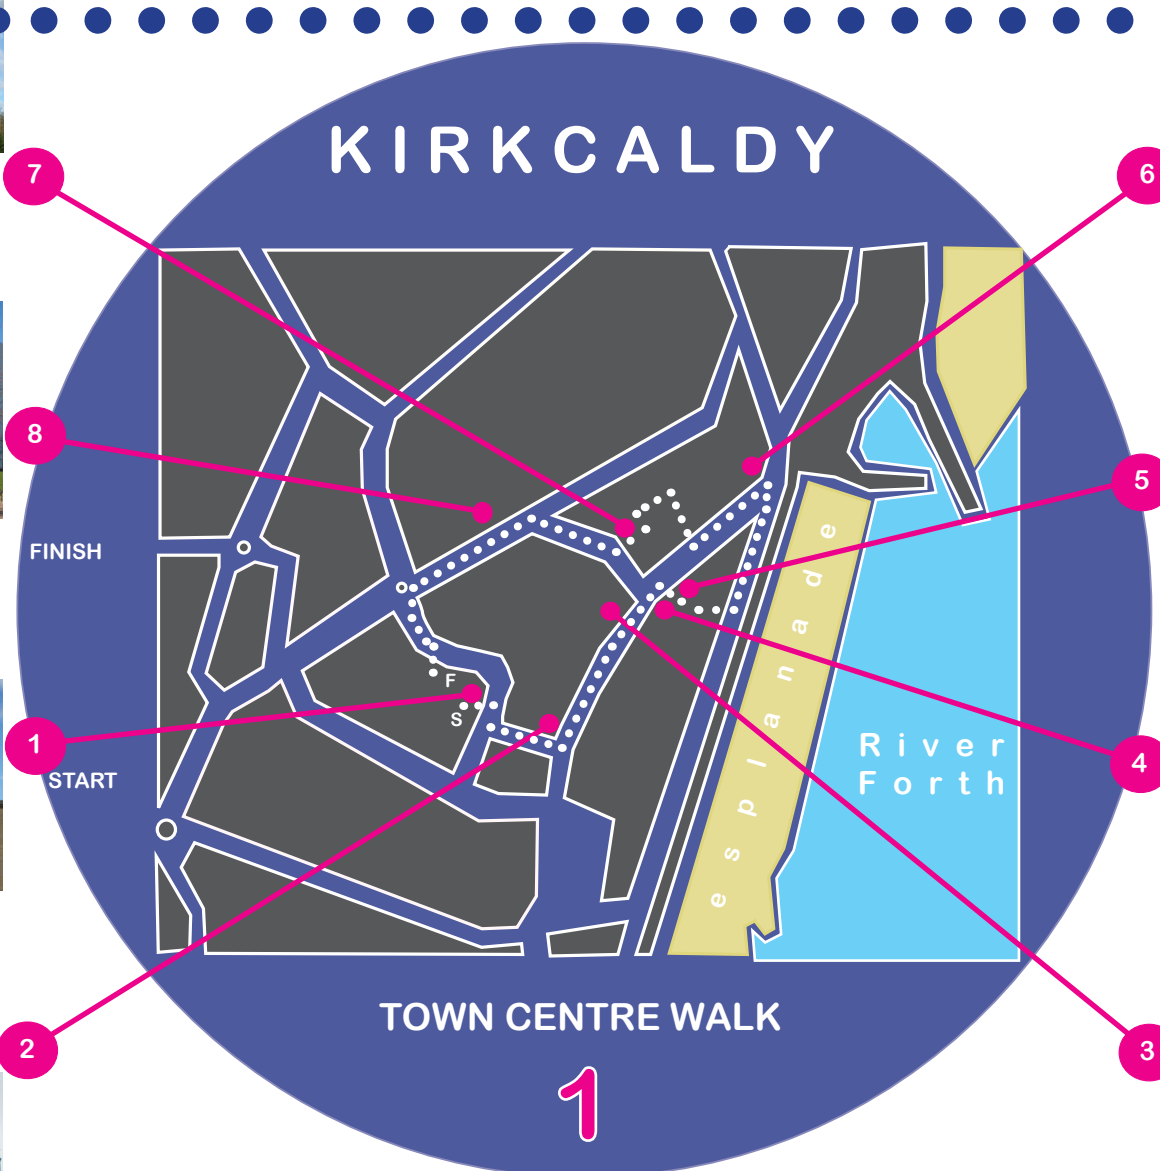 KIRKCALDY
7
6
8
5
FINISH
esplanade
F
S
1
START
River
Forth
4
2
3
TOWN CENTRE WALK
1